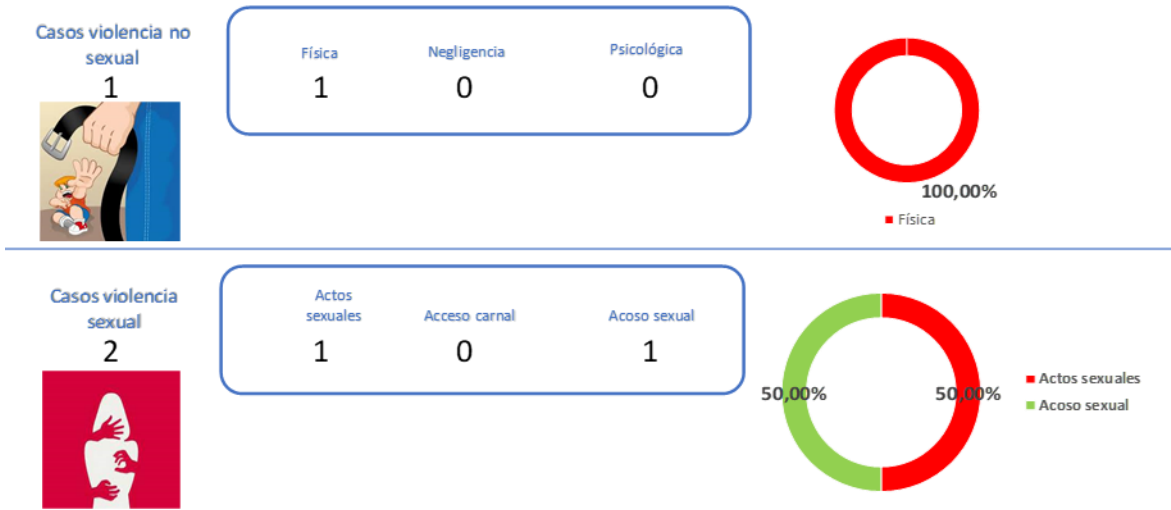 Casos violencia no
sexual
1
Física
Negligencia
Psicológica
1
0
0
100,00%
Física
Casos violencia
sexual
2
Actos
sexuales
Acceso carnal
Acoso sexual
1
0
1
50,00%
50,00%
Actos sexuales
Acoso sexual